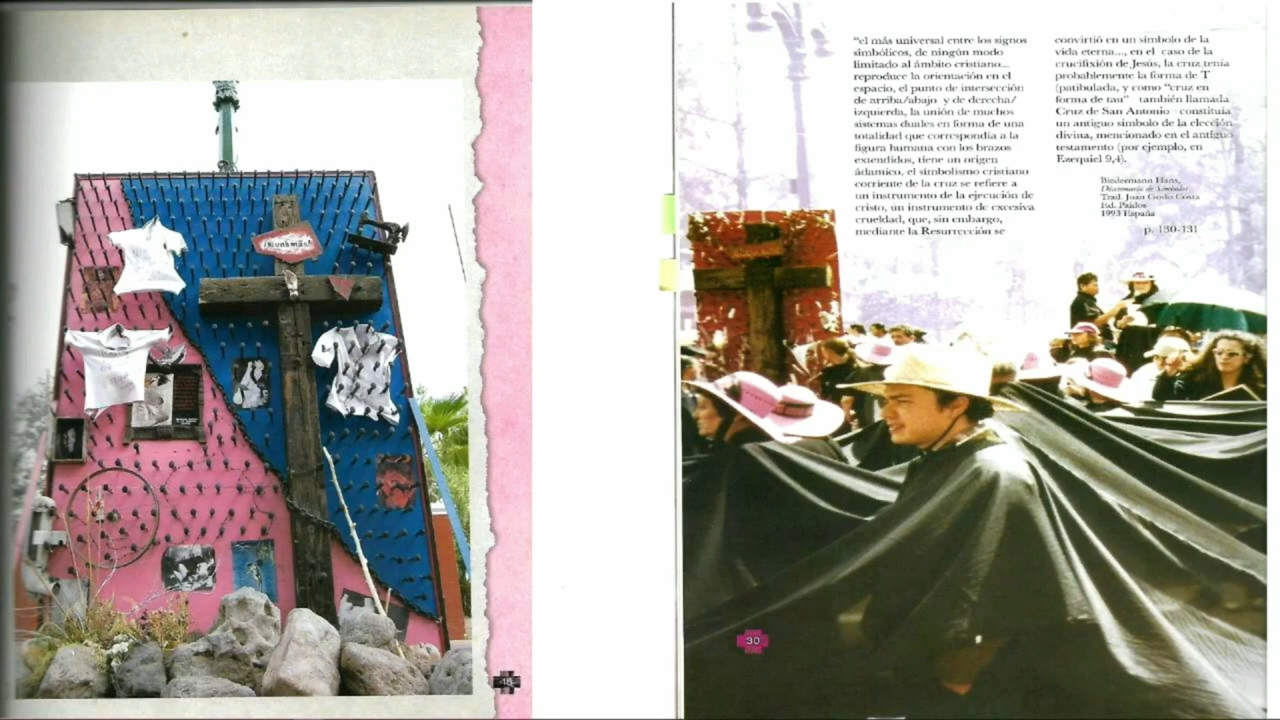 ¡Ni una más!
15
"el más universal entre los signos
simbólicos, de ningún modo
limitado al ámbito cristiano...
reproduce la orientación en el
espacio, el punto de intersección
de arriba/abajo y de derecha/
izquierda, la unión de muchos
sistemas duales en forma de una
totalidad que correspondía a la
figura humana con los brazos
extendidos, tiene un origen
ádamico, el simbolismo cristiano
corriente de la cruz se refiere a
un instrumento de la ejecución de
cristo, un instrumento de excesiva
crueldad, que, sin embargo,
mediante la Resurrección se
convirtió en un símbolo de la
vida eterna..., en el caso de la
crucifixión de Jesús, la cruz tenía
probablemente la forma de T
(patibulada, y como "cruz en
forma de tau" también llamada
Cruz de San Antonio constituía
un antiguo símbolo de la elección
divina, mencionado en el antiguo
testamento (por ejemplo, en
Ezequiel 9,4).
Biedermann Hans,
Diccionario de Símbolos
Trad. Juan Godo Costa
Ed. Paidos
1993 España
p. 130-131
30